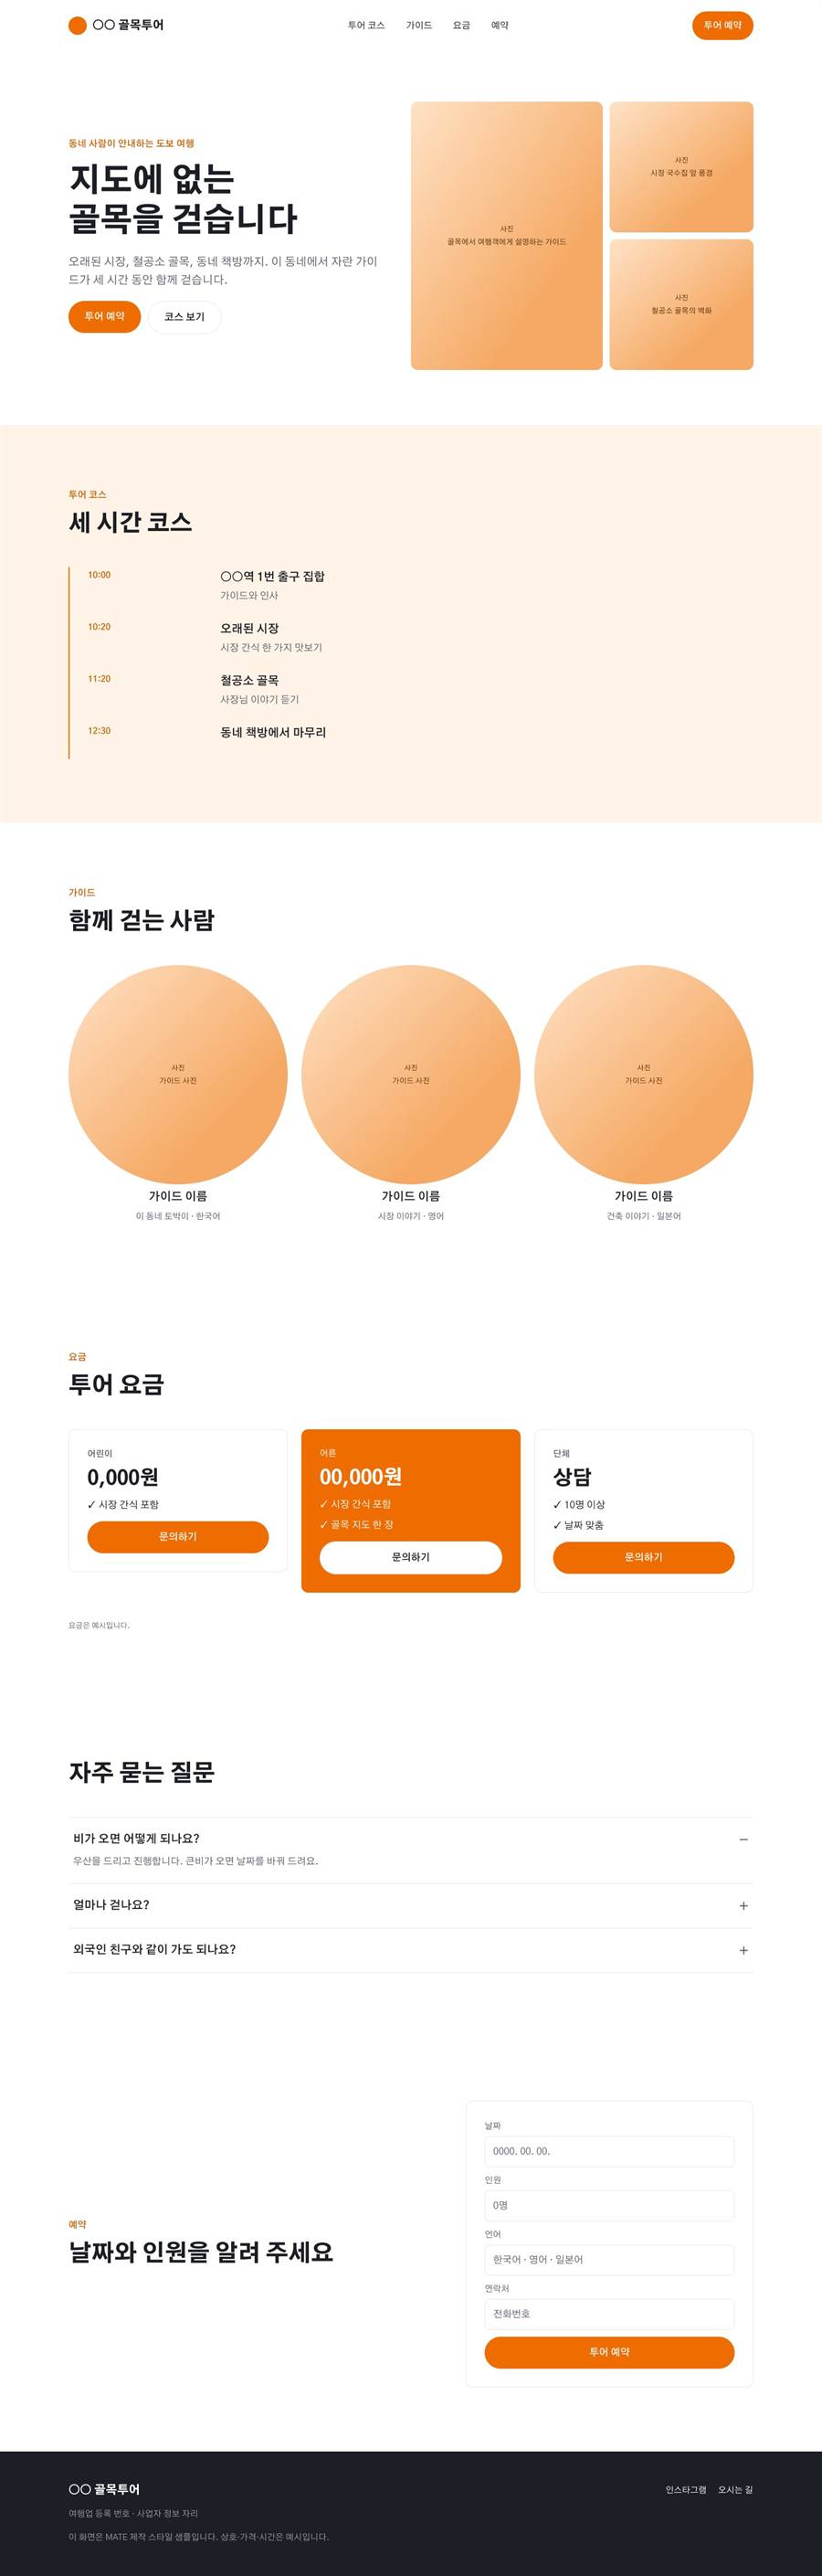 ○○ 골목투어
투어 코스
가이드
요금
예약
투어 예약
동네 사람이 안내하는 도보 여행
지도에 없는
골목을 걷습니다
오래된 시장, 철공소 골목, 동네 책방까지. 이 동네에서 자란 가이
드가 세 시간 동안 함께 걷습니다.
투어 예약
코스 보기
사진
골목에서 여행객에게 설명하는 가이드
사진
시장 국수집 앞 풍경
사진
철공소 골목의 벽화
투어 코스
세 시간 코스
10:00
○○역 1번 출구 집합
가이드와 인사
10:20
오래된 시장
시장 간식 한 가지 맛보기
11:20
철공소 골목
사장님 이야기 듣기
12:30
동네 책방에서 마무리
가이드
함께 걷는 사람
사진
가이드 사진
가이드 이름
이 동네 토박이 · 한국어
사진
가이드 사진
가이드 이름
시장 이야기 · 영어
사진
가이드 사진
가이드 이름
건축 이야기 · 일본어
요금
투어 요금
어린이
0,000원
✓ 시장 간식 포함
문의하기
어른
00,000원
✓ 시장 간식 포함
✓ 골목 지도 한 장
문의하기
단체
상담
✓ 10명 이상
✓ 날짜 맞춤
문의하기
요금은 예시입니다.
자주 묻는 질문
비가 오면 어떻게 되나요?
우산을 드리고 진행합니다. 큰비가 오면 날짜를 바꿔 드려요.
얼마나 걷나요?
외국인 친구와 같이 가도 되나요?
예약
날짜와 인원을 알려 주세요
날짜
0000. 00. 00.
인원
0명
언어
한국어 · 영어 · 일본어
연락처
전화번호
투어 예약
○○ 골목투어
인스타그램
오시는 길
여행업 등록 번호 · 사업자 정보 자리
이 화면은 MATE 제작 스타일 샘플입니다. 상호·가격·시간은 예시입니다.